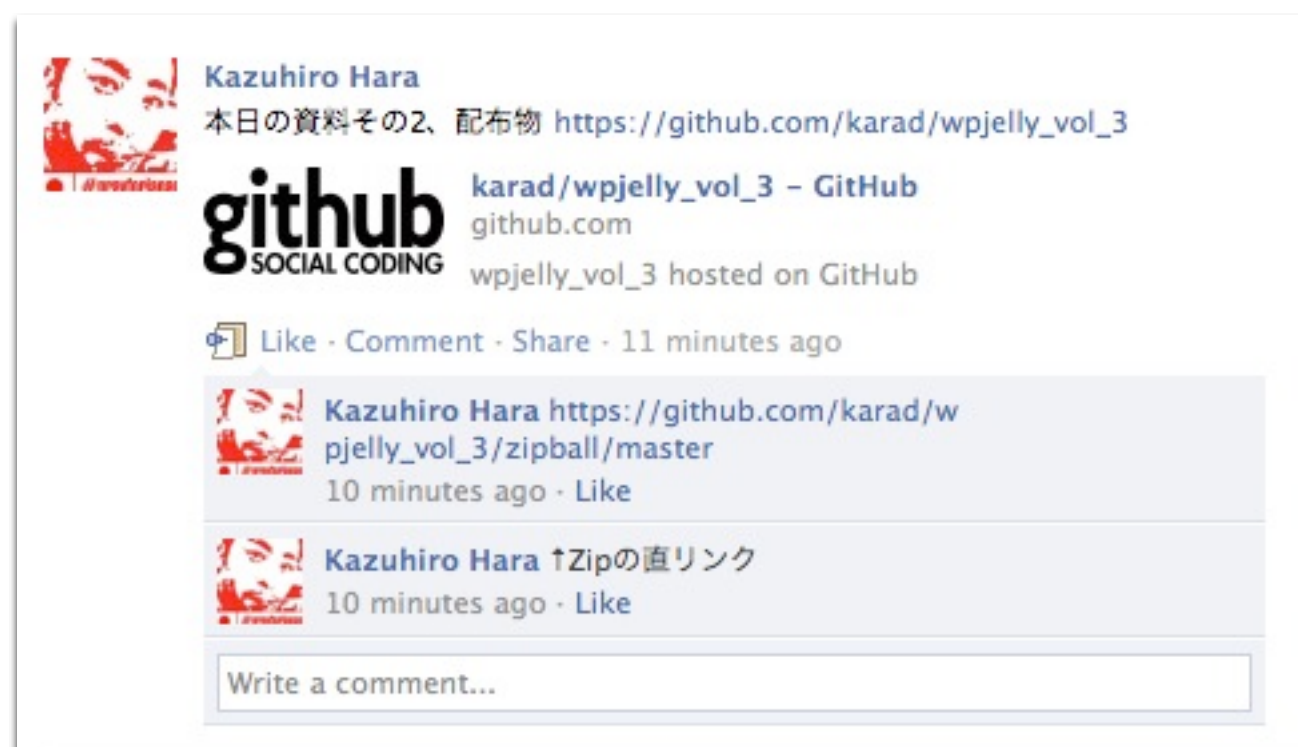 Kazuhiro Hara
本日の資料その2、配布物 https://github.com/karad/wpjelly_vol_3
github
SOCIAL CODING
karad/wpjelly_vol_3 – GitHub
github.com
wpjelly_vol_3 hosted on GitHub
Like · Comment · Share · 11 minutes ago
Kazuhiro Hara https://github.com/karad/w
pjelly_vol_3/zipball/master
10 minutes ago · Like
Kazuhiro Hara ↑Zipの直リンク
10 minutes ago · Like
Write a comment...